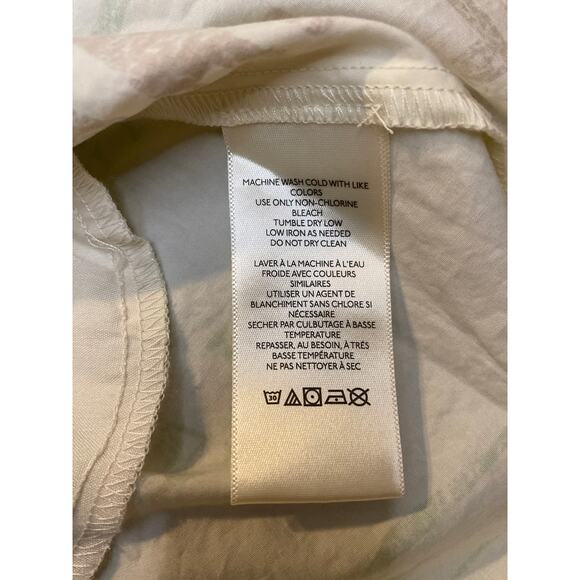 MACHINE WASH COLD WITH LIKE
COLORS
USE ONLY NON-CHLORINE
BLEACH
TUMBLE DRY LOW
LOW IRON AS NEEDED
DO NOT DRY CLEAN
LAVER À LA MACHINE À L'EAU
FROIDE AVEC COULEURS
SIMILAIRES
UTILISER UN AGENT DE
BLANCHIMENT SANS CHLORE SI
NÉCESSAIRE
SECHER PAR CULBUTAGE À BASSE
TEMPERATURE
REPASSER, AU BESOIN, À TRÉS
BASSE TEMPÉRATURE
NE PAS NETTOYER À SEC
30